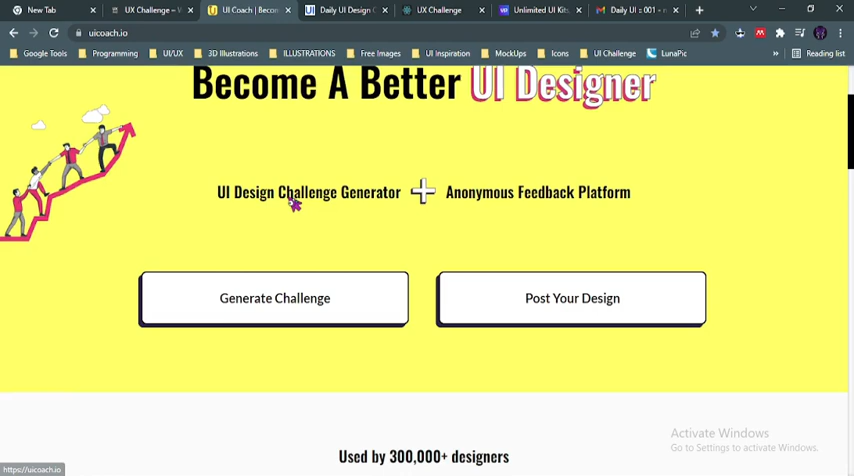 New Tab
UX Challenge – V
UI Coach | Becom
Daily UI Design C
UX Challenge
Unlimited UI Kits,
Daily UI :: 001 - n
uicoach.io
Google Tools
Programming
UI/UX
3D Illustrations
ILLUSTRATIONS
Free Images
UI Inspiration
MockUps
Icons
UI Challenge
LunaPic
Reading list
Become A Better UI Designer
UI Design Challenge Generator
Anonymous Feedback Platform
Generate Challenge
Post Your Design
Used by 300,000+ designers
Activate Windows
Go to Settings to activate Windows.
https://uicoach.io